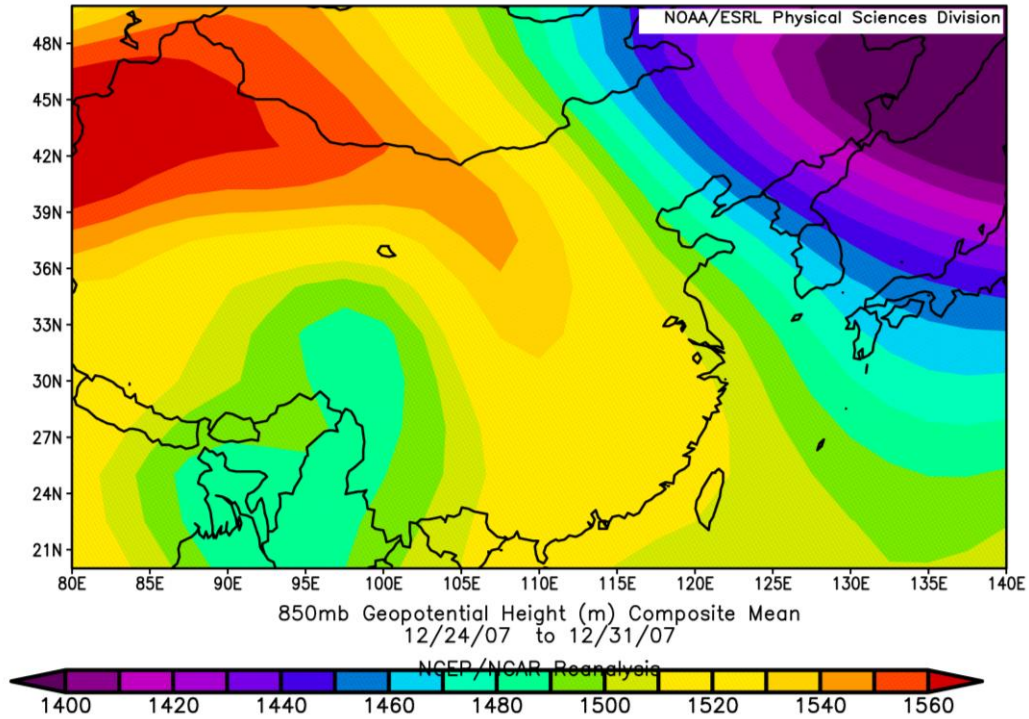 NOAA/ESRL Physical Sciences Division
48N
45N
42N
39N
36N
33N
30N
27N
24N
21N
80E 85E 90E 95E 100E 105E 110E 115E 120E 125E 130E 135E 140E
850mb Geopotential Height (m) Composite Mean
12/24/07 to 12/31/07
NCEP/NCAR Reanalysis
1400 1420 1440 1460 1480 1500 1520 1540 1560